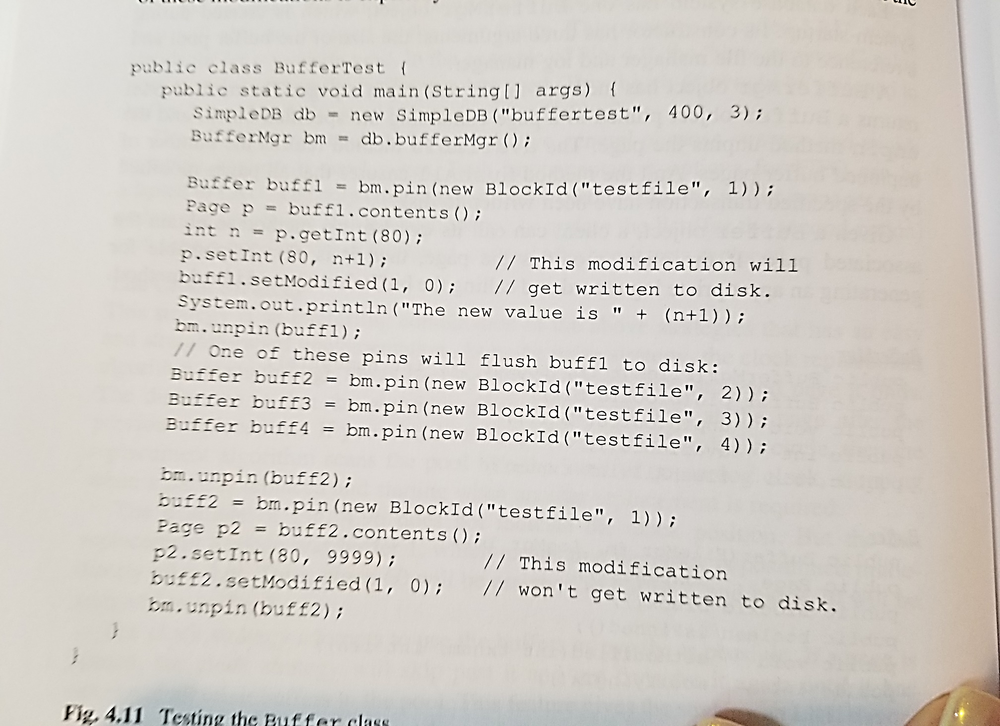 the
public class BufferTest {
public static void main(String[] args) {
SimpleDB db = new SimpleDB("buffertest", 400, 3);
BufferMgr bm = db.bufferMgr();
Buffer buff1 = bm.pin(new BlockId("testfile", 1));
Page p = buff1.contents();
int n = p.getInt(80);
p.setInt(80, n+1); // This modification will
buff1.setModified(1, 0); // get written to disk.
System.out.println("The new value is " + (n+1));
bm.unpin(buff1);
// One of these pins will flush buff1 to disk:
Buffer buff2 = bm.pin(new BlockId("testfile", 2));
Buffer buff3 = bm.pin(new BlockId("testfile", 3));
Buffer buff4 = bm.pin(new BlockId("testfile", 4));
bm.unpin(buff2);
buff2 = bm.pin(new BlockId("testfile", 1));
Page p2 = buff2.contents();
p2.setInt(80, 9999); // This modification
buff2.setModified(1, 0); // won't get written to disk.
bm.unpin(buff2);
}
}
Fig. 4.11 Testing the Buffer class